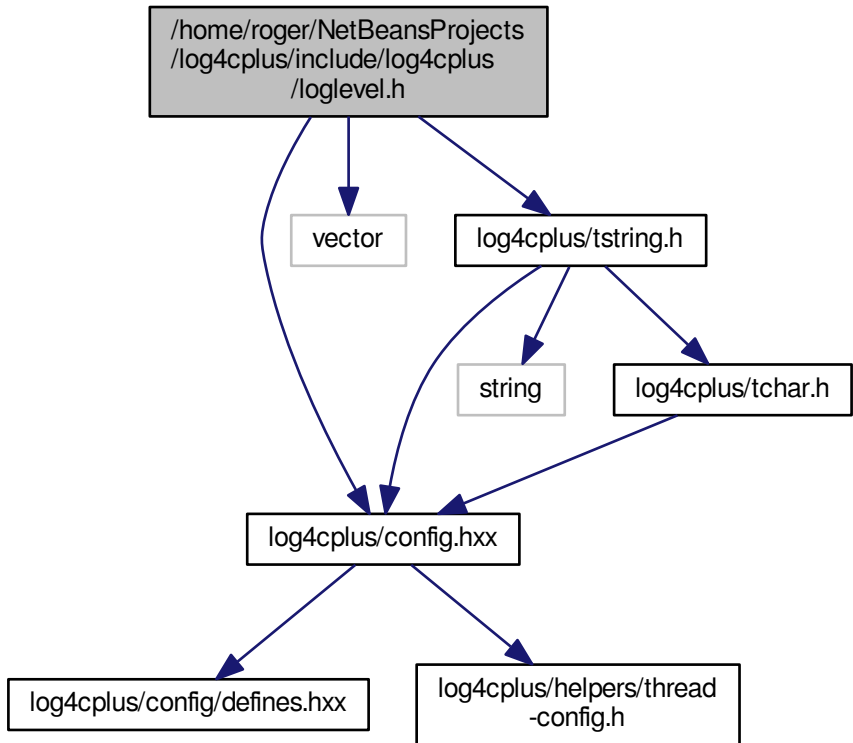 /home/roger/NetBeansProjects
/log4cplus/include/log4cplus
/loglevel.h
vector
log4cplus/tstring.h
string
log4cplus/tchar.h
log4cplus/config.hxx
log4cplus/config/defines.hxx
log4cplus/helpers/thread
-config.h